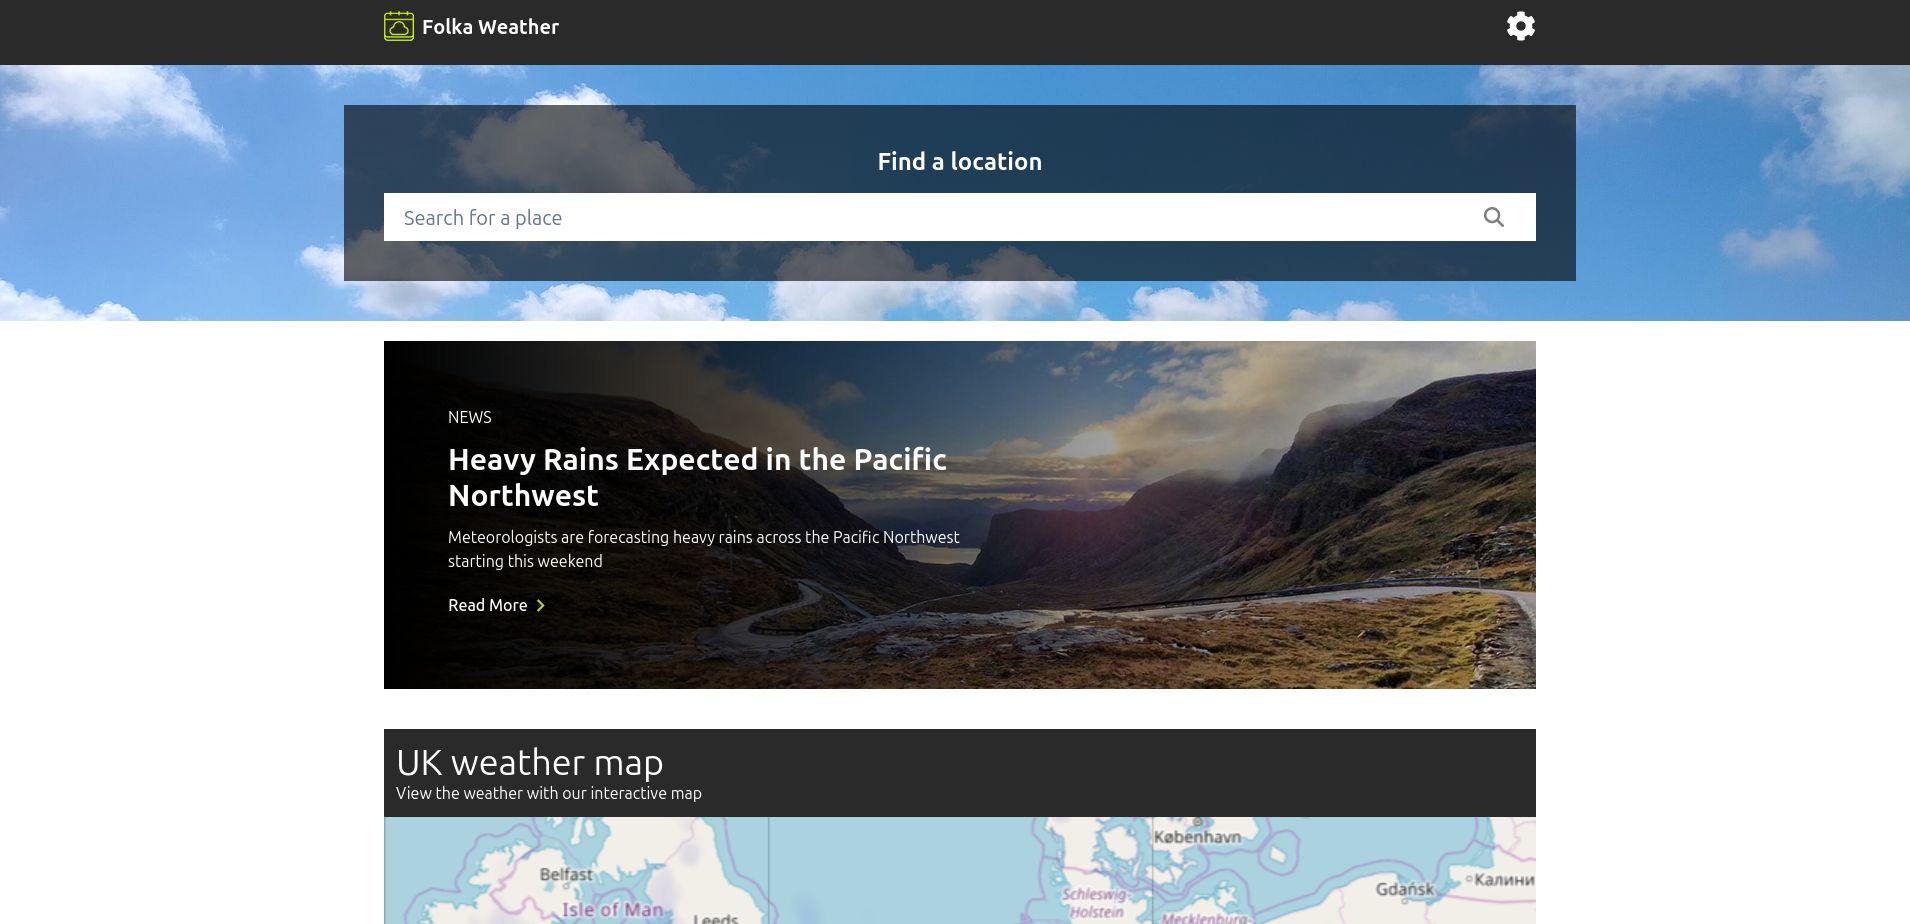 Folka Weather
Find a location
Search for a place
NEWS
Heavy Rains Expected in the Pacific
Northwest
Meteorologists are forecasting heavy rains across the Pacific Northwest
starting this weekend
Read More
UK weather map
View the weather with our interactive map
København
Belfast
Gdańsk
Калини
Schleswig-
Holstein
Isle of Man
Leeds
Mecklenburg-